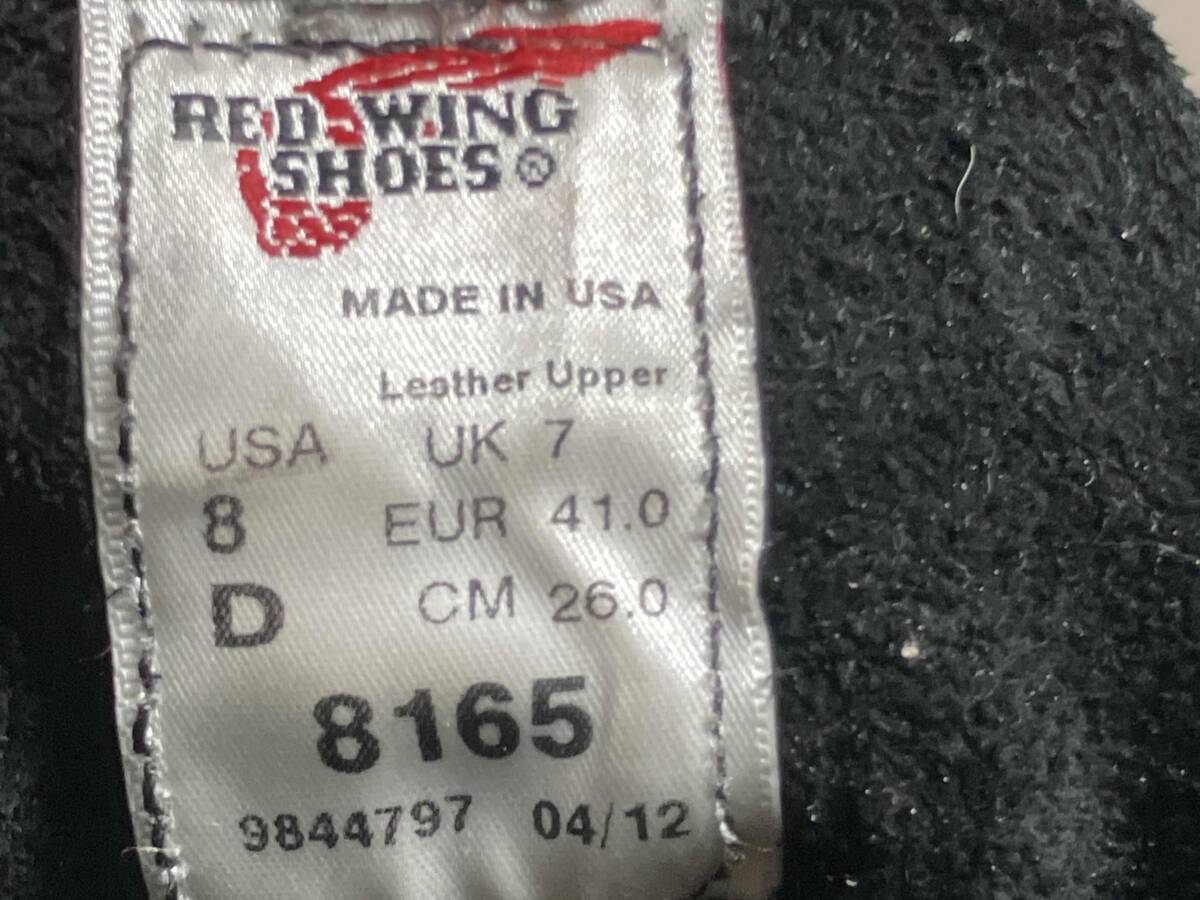 RED WING
SHOES®
MADE IN USA
Leather Upper
USA UK 7
8 EUR 41.0
D CM 26.0
8165
9844797 04/12